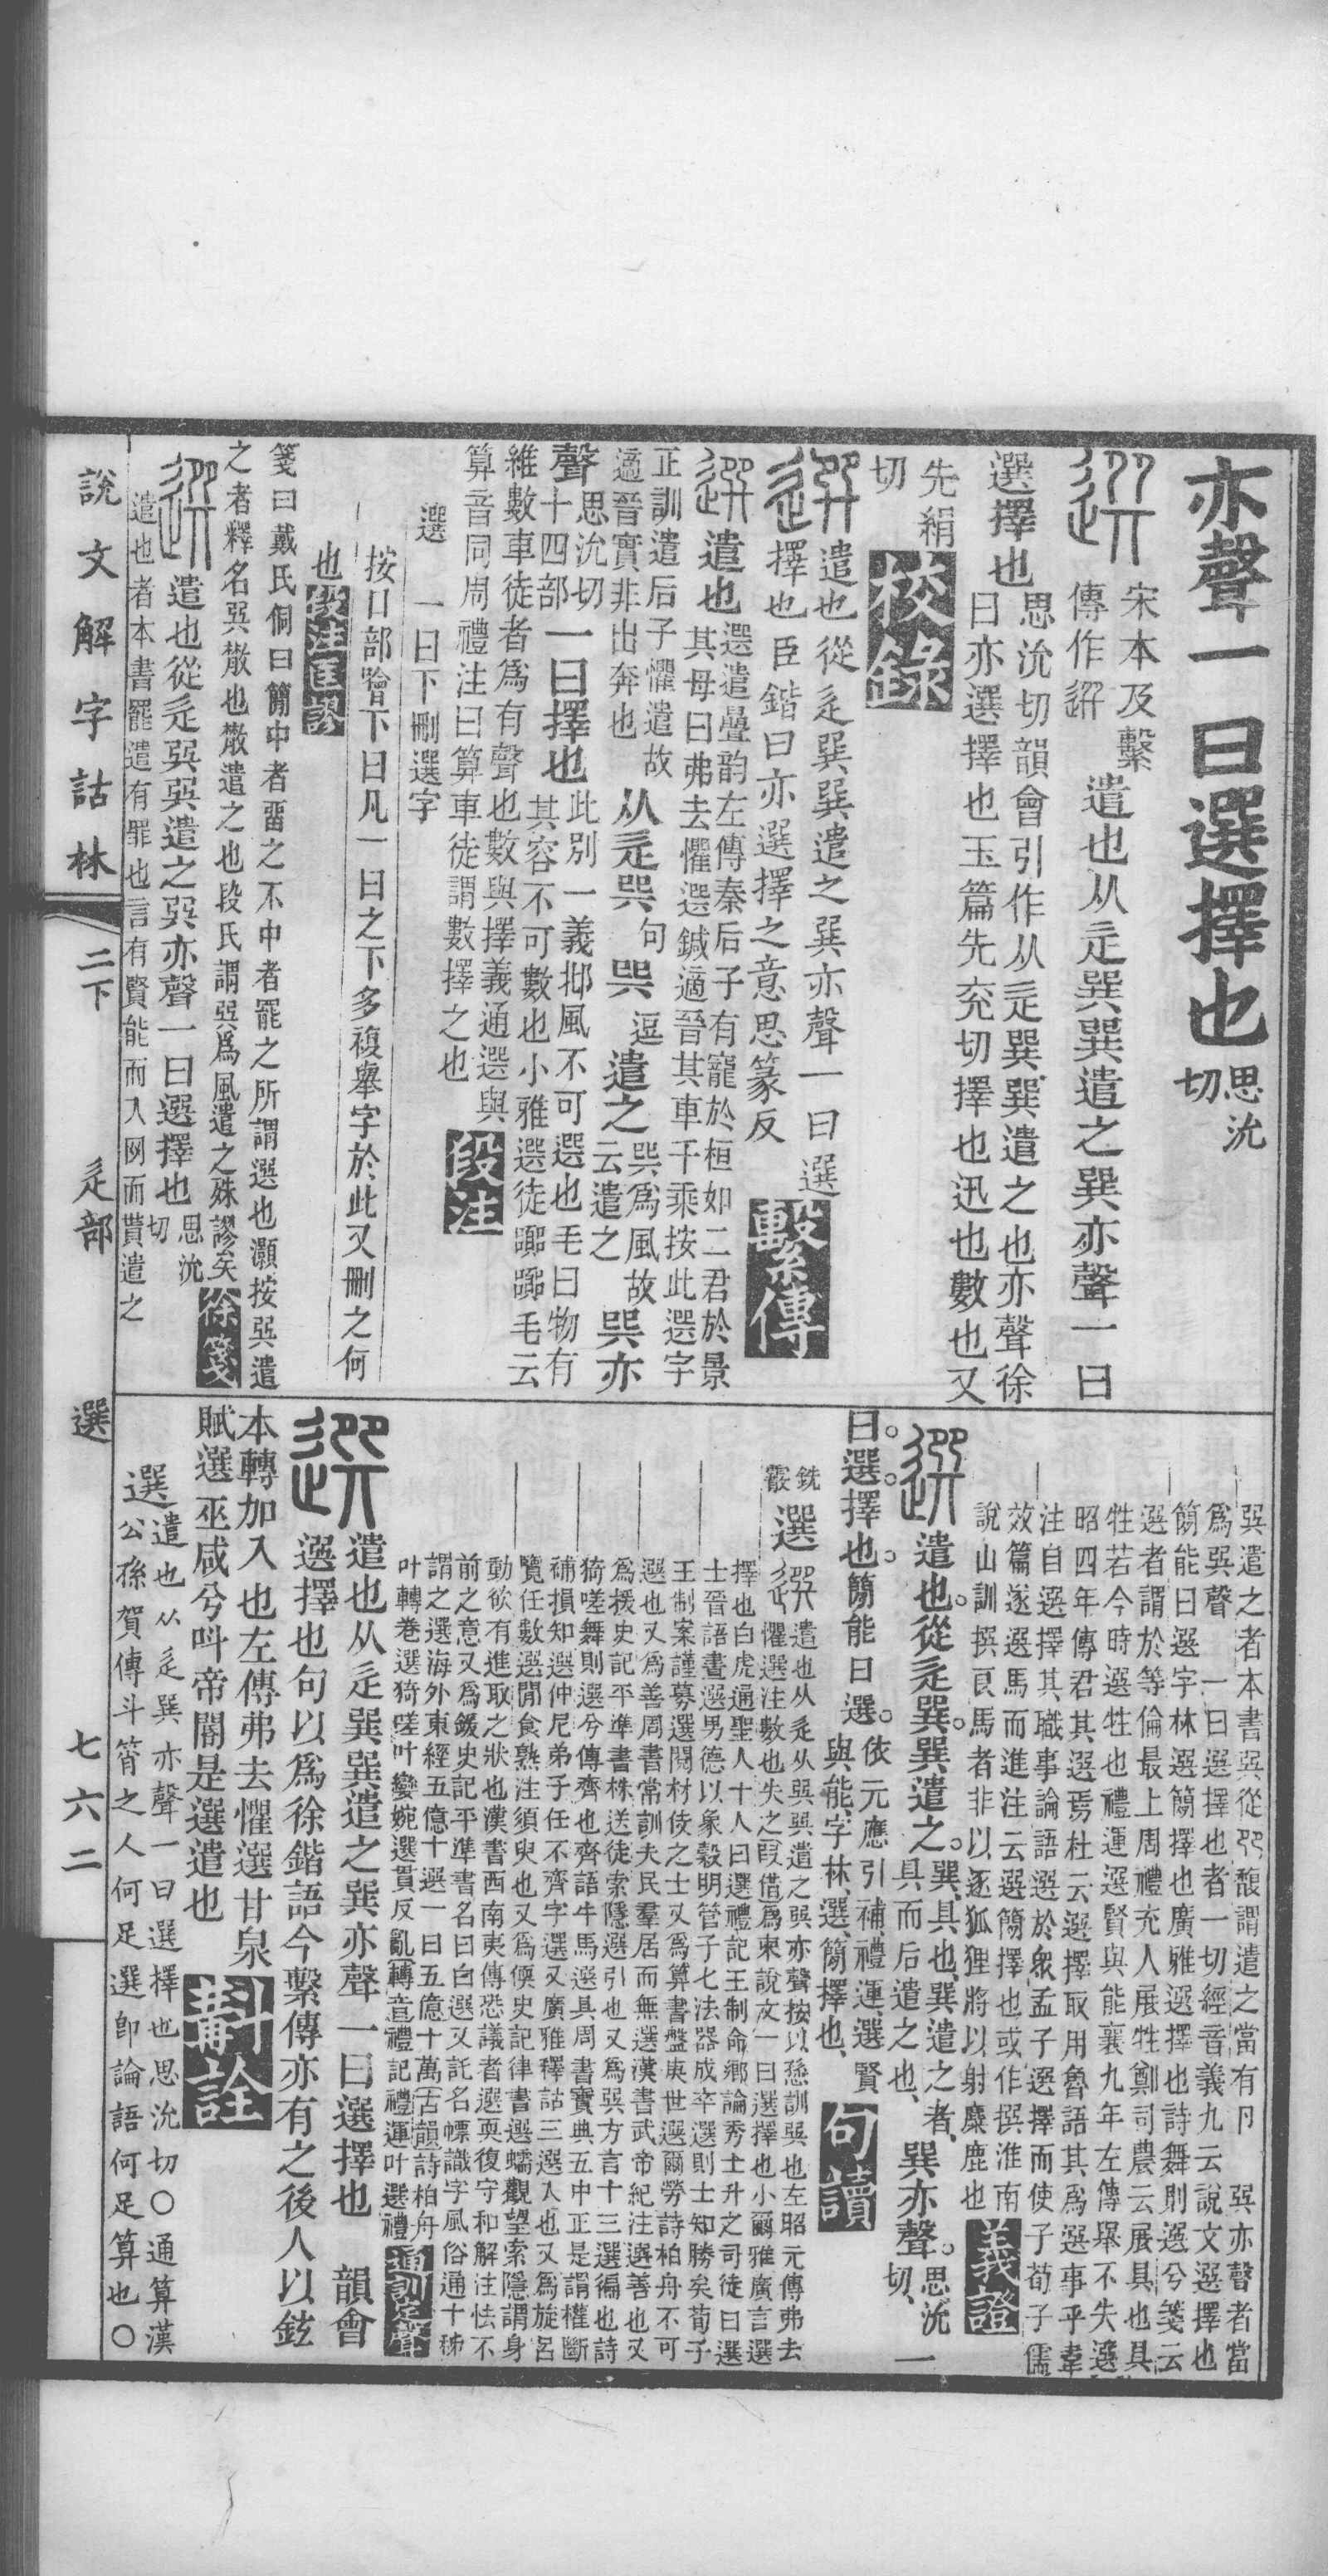 亦聲一曰選擇也思沇切
宋本及繫傳作選遣也从辵巽巽遣之巽亦聲一曰
選擇也思沇切韻會引作从辵巽巽遣之也亦聲徐曰亦選擇也玉篇先兖切擇也迅也數也又
先絹切校錄
遣也從辵巽巽遣之巽亦聲一曰選
擇也臣鍇曰亦選擇之意思篆反繫傳
遣也選遣曡韵左傳秦后子有寵於桓如二君於景其母曰弗去懼選鍼適晉其車千乘按此選字
正訓遣后子懼遣故適晉實非出奔也从辵巽句巽逗遣之巽爲風故云遣之巽亦
聲思沇切十四部一曰擇也此別一義邶風不可選也毛曰物有其容不可數也小雅選徒嚻嚻毛云
維數車徒者爲有聲也數與擇義通選與
算音同周禮注曰算車徒謂數擇之也段注
選　一曰下刪選字
按口部噲下曰凡一曰之下多複舉字於此又刪之何
也段注匡謬
箋曰戴氏侗曰簡中者畱之不中者罷之所謂選也灝按巽遣
之者釋名巽散也散遣之也段氏謂巽爲風遣之殊謬矣徐箋
遣也從辵巽巽遣之巽亦聲一曰選擇也思沇切
遣也者本書罷遣有罪也言有賢能而入网而貰遣之
說文解字詁林　二下　辵部　選　七六二
巽遣之者本書巽從𠨎馥謂遣之當有卪　巽亦聲者當
爲巽聲　一曰選擇也者一切經音義九云說文選擇也
簡能曰選字林選簡擇也廣雅選擇也詩舞則選兮箋云
選者謂於等倫最上周禮充人展牲鄭司農云展具也具
牲若今時選牲也禮運選賢與能襄九年左傳舉不失選
昭四年傳君其選焉杜云選擇取用魯語其爲選事乎韋
注自選擇其職事論語選於衆孟子選擇而使子荀子儒
效篇遂選馬而進注云選簡擇也或作撰淮南
說山訓撰良馬者非以逐狐狸將以射麋鹿也義證
遣也從辵巽巽遣之巽具也巽遣之者具而后遣之也巽亦聲思沇切一
曰選擇也簡能曰選依元應引補禮運選賢與能字林選簡擇也句讀
選遣也从辵从巽巽遣之巽亦聲按以愻訓巽也左昭元傳弗去
懼選注數也失之叚借爲柬說文一曰選擇也小爾雅廣言選
擇也白虎通聖人十人曰選禮記王制命鄉論秀士升之司徒曰選
士晉語晝選男德以象穀明管子七法器成卒選則士知勝矣荀子
王制案謹募選閱材伎之士又爲算書盤庚世選爾勞詩柏舟不可
選也又爲善周書常訓夫民羣居而無選漢書武帝紀注選善也又
爲援史記平準書株送徒索隱選引也又爲巽方言十三選徧也詩
猗嗟舞則選兮傳齊也齊語牛馬選具周書寶典五中正是謂權斷
補損知選仲尼弟子任不齊字選又廣雅釋詁三選入也又爲旋呂
覽任數選閒食熟注須臾也又爲偄史記律書選蠕觀望索隱謂身
動欲有進取之狀也漢書西南夷傳恐議者選耎復守和解注怯不
前之意又爲鍰史記平準書名曰白選又託名幖識字風俗通十秭
謂之選海外東經五億十選一曰五億十萬古韻詩柏舟
叶轉卷選猗嗟叶孌婉選貫反亂轉音禮記禮運叶選禮通訓定聲
遣也从辵巽巽遣之巽亦聲一曰選擇也　韻會
選擇也句以爲徐鍇語今繫傳亦有之後人以鉉
本轉加入也左傳弗去懼選甘泉
賦選巫咸兮叫帝閽是選遣也斠詮
選遣也从辵巽亦聲一曰選擇也思沇切〇通算漢
公孫賀傳斗筲之人何足選卽論語何足算也〇